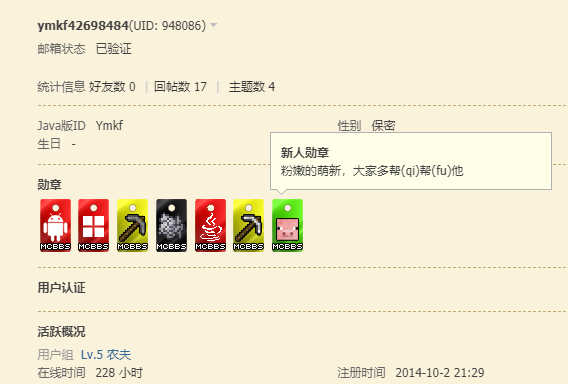 ymkf42698484(UID: 948086)
邮箱状态 已验证
统计信息 好友数 0 | 回帖数 17 | 主题数 4
Java版ID Ymkf 性别 保密
生日 -
新人勋章
粉嫩的萌新，大家多帮(qi)帮(fu)他
勋章
MCBBS MCBBS MCBBS MCBBS MCBBS MCBBS MCBBS
用户认证
活跃概况
用户组 Lv.5 农夫
在线时间 228 小时 注册时间 2014-10-2 21:29